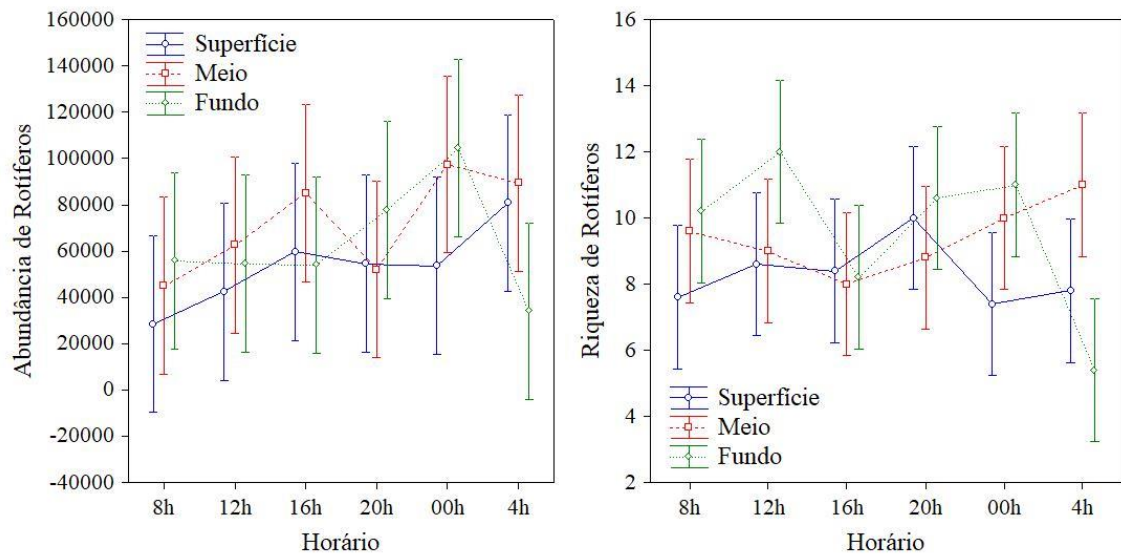 Abundância de Rotíferos
160000
140000
120000
100000
80000
60000
40000
20000
0
-20000
-40000
Superfície
Meio
Fundo
8h 12h 16h 20h 00h 4h
Horário
Riqueza de Rotíferos
16
14
12
10
8
6
4
2
Superfície
Meio
Fundo
8h 12h 16h 20h 00h 4h
Horário